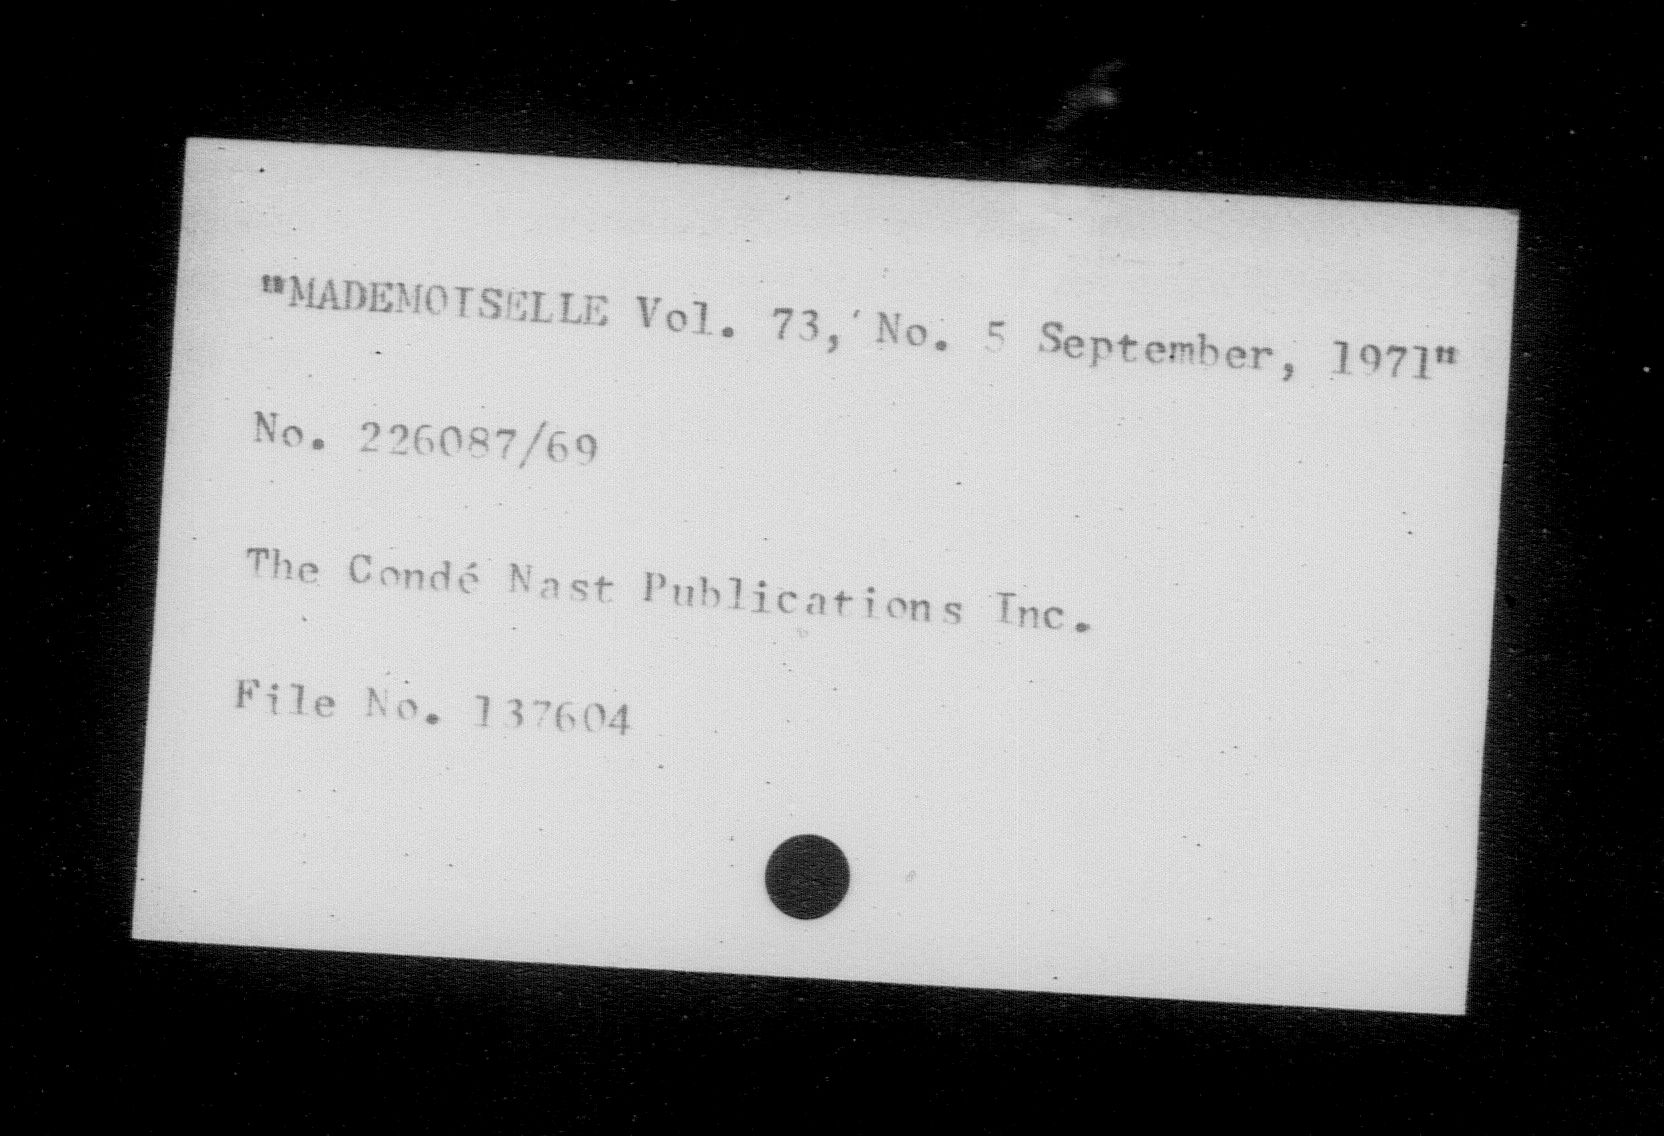 "MADEMOISELLE Vol. 73, No. 5 September, 1971"
No. 226087/69
The Condé Nast Publications Inc.
File No. 137604